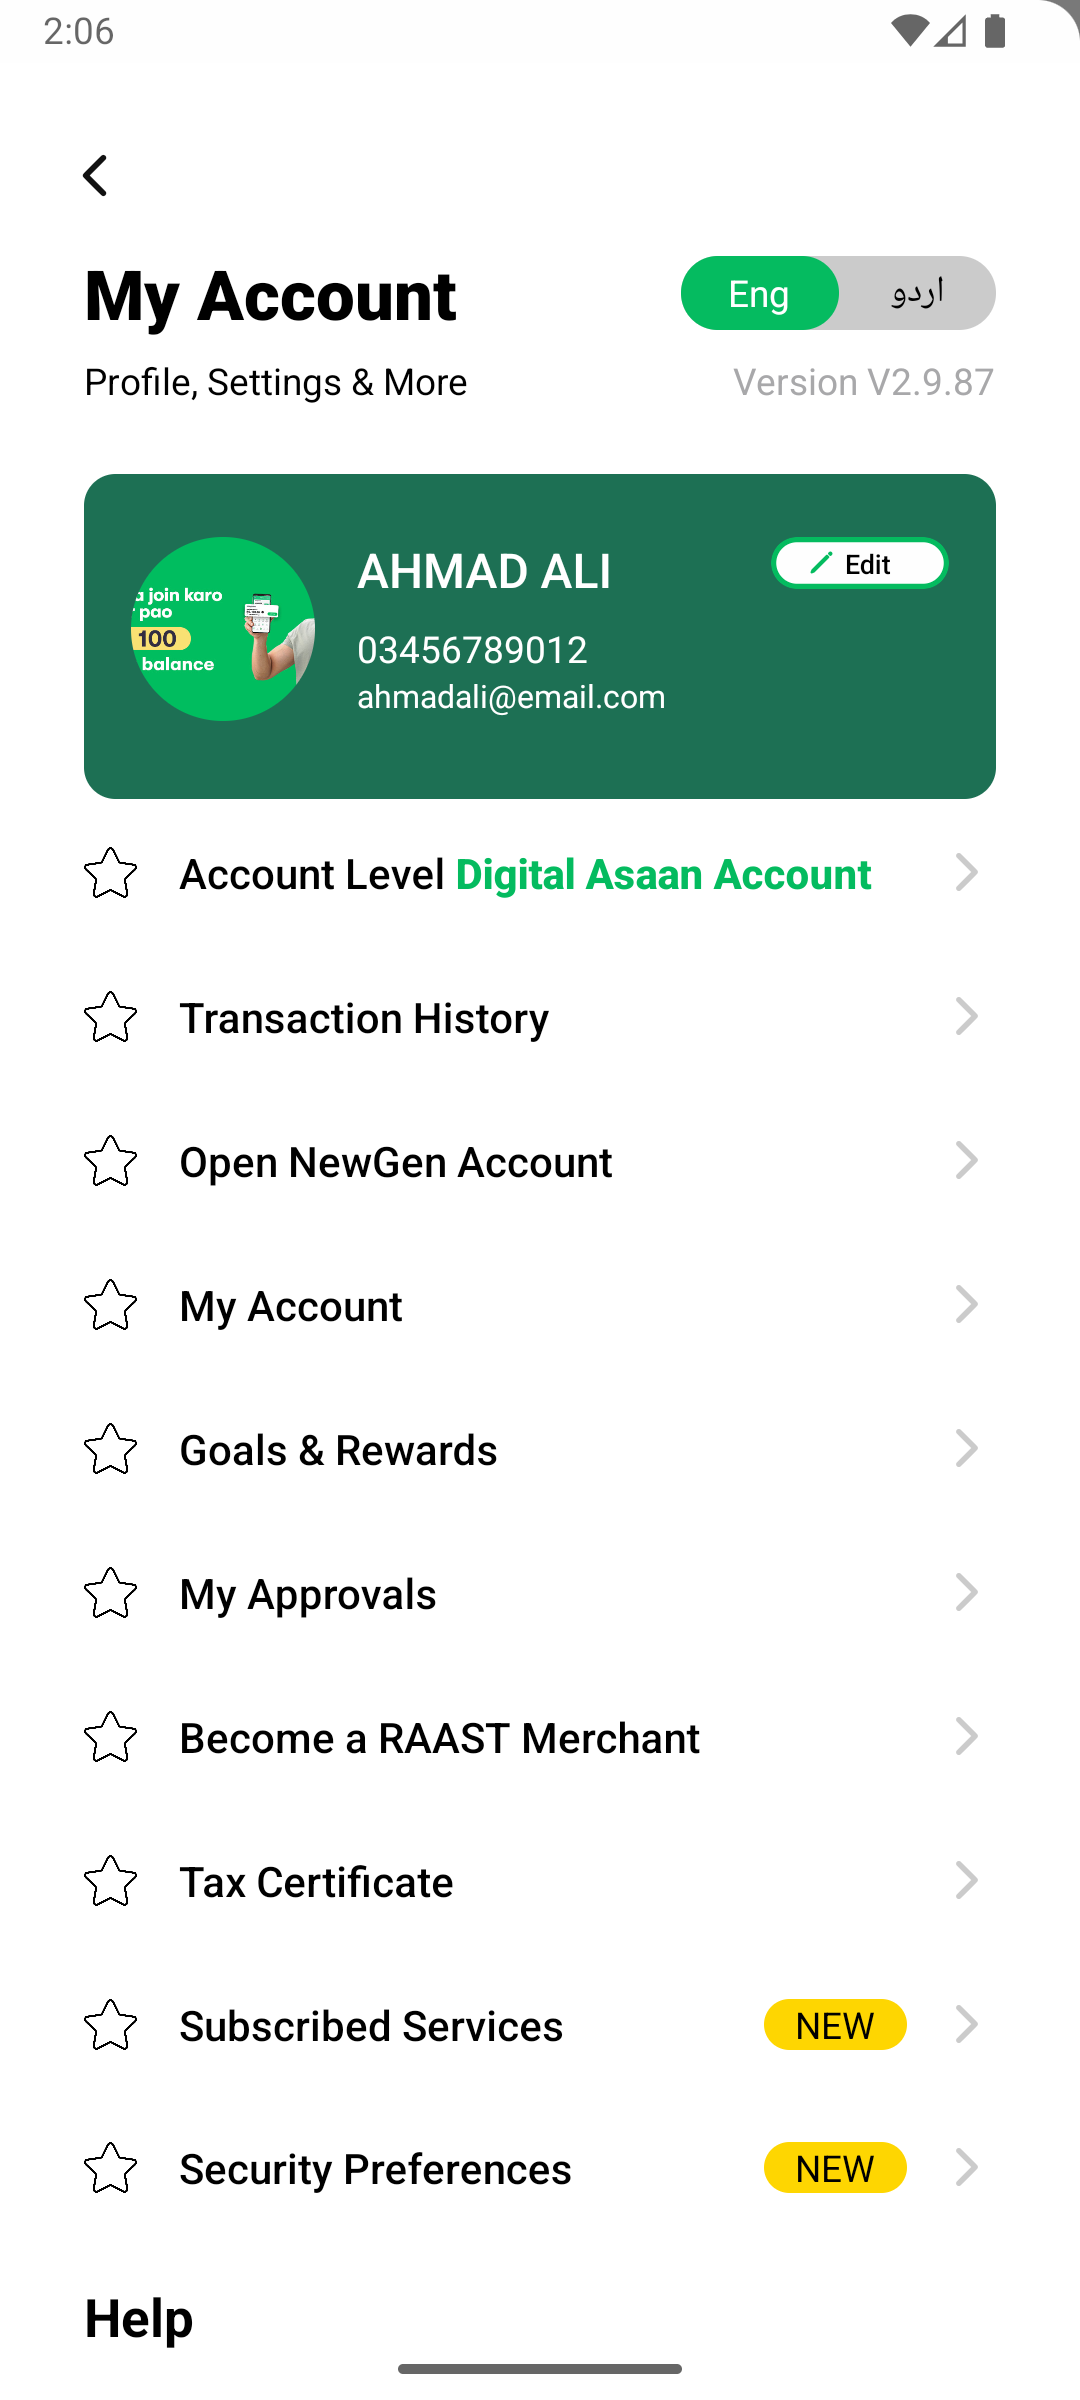 2:06
My Account
Eng
اردو
Profile, Settings & More
Version V2.9.87
AHMAD ALI
Edit
03456789012
ahmadali@email.com
join karo
pao
100
balance
Account Level Digital Asaan Account
Transaction History
Open NewGen Account
My Account
Goals & Rewards
My Approvals
Become a RAAST Merchant
Tax Certificate
Subscribed Services
NEW
Security Preferences
NEW
Help